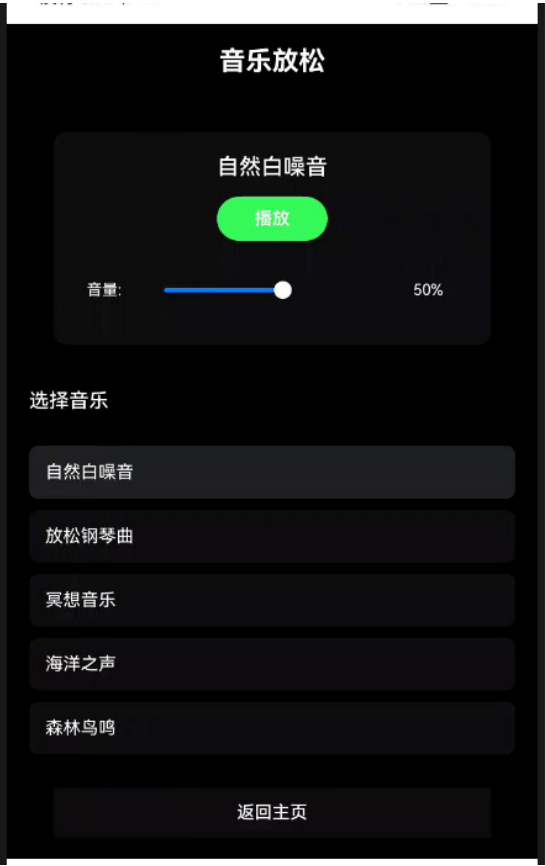 音乐放松
自然白噪音
播放
音量: 50%
选择音乐
自然白噪音
放松钢琴曲
冥想音乐
海洋之声
森林鸟鸣
返回主页